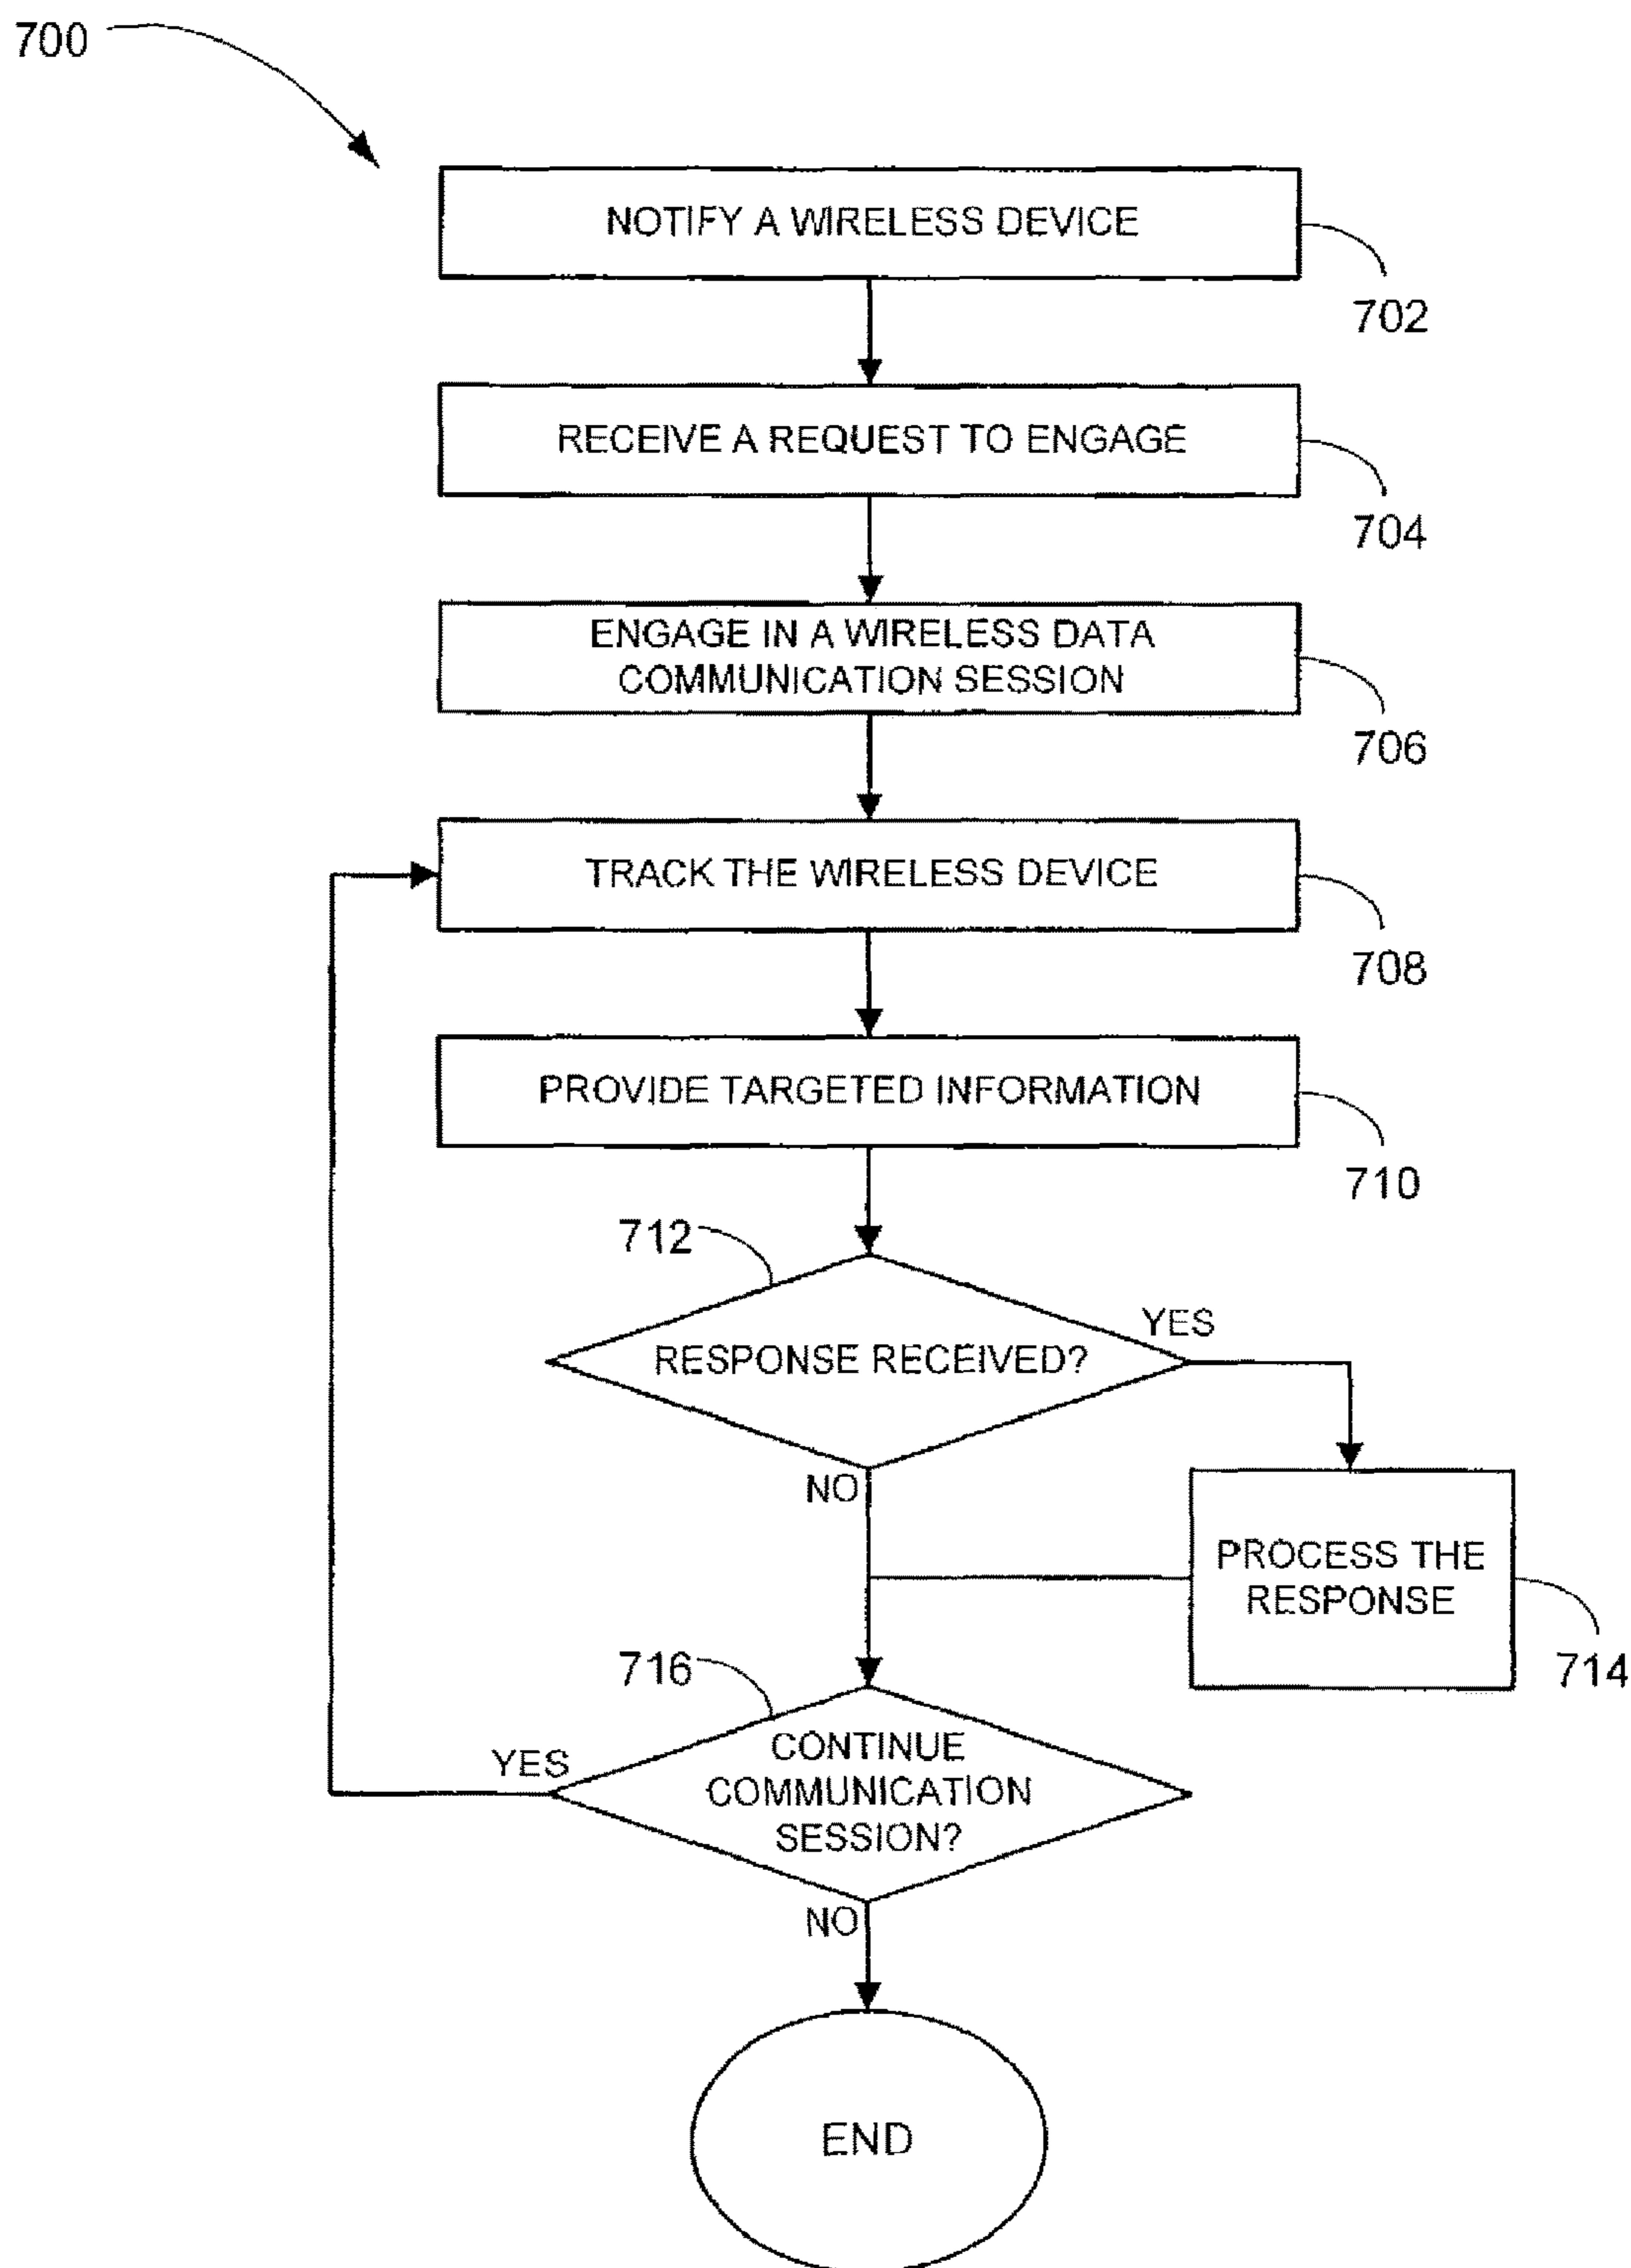 700
NOTIFY A WIRELESS DEVICE
702
RECEIVE A REQUEST TO ENGAGE
704
ENGAGE IN A WIRELESS DATA
COMMUNICATION SESSION
706
TRACK THE WIRELESS DEVICE
708
PROVIDE TARGETED INFORMATION
710
712
RESPONSE RECEIVED?
YES
NO
PROCESS THE
RESPONSE
714
716
CONTINUE
COMMUNICATION
SESSION?
YES
NO
END